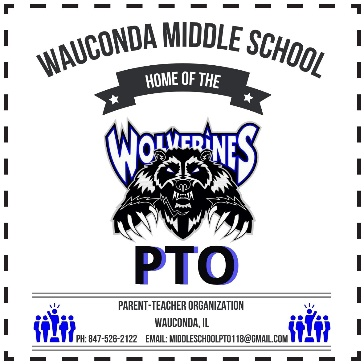 WAUCONDA MIDDLE SCHOOL
HOME OF THE
WOLVERINES
PTO
PARENT-TEACHER ORGANIZATION
WAUCONDA, IL
PH: 847-526-2122 EMAIL: MIDDLESCHOOLPTO118@GMAIL.COM